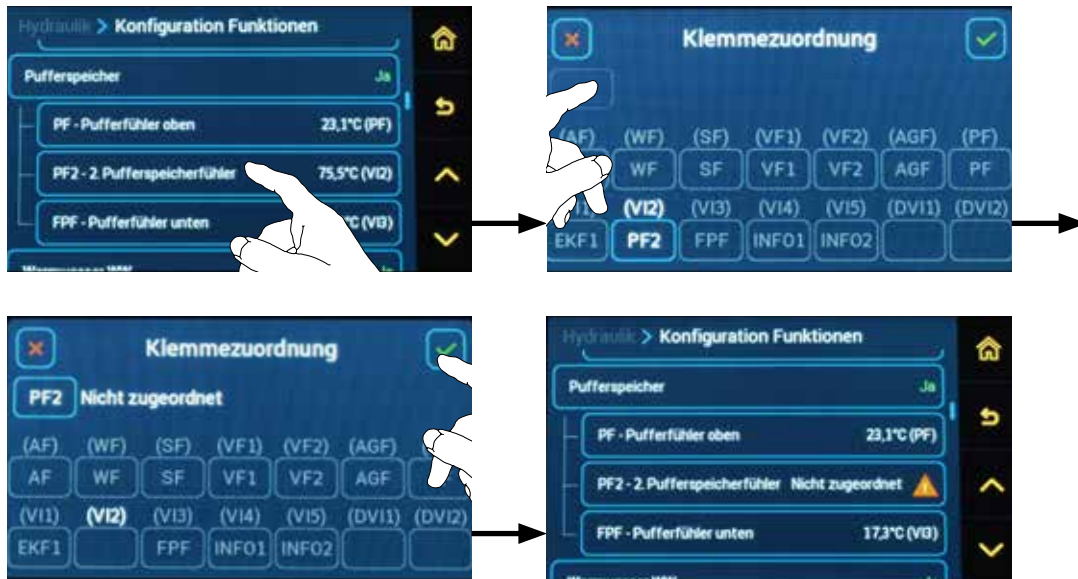 Hydraulik > Konfiguration Funktionen
Pufferspeicher Ja
PF - Pufferfühler oben 23,1°C (PF)
PF2 - 2. Pufferspeicherfühler 75,5°C (VI2)
FPF - Pufferfühler unten °C (VI3)
Warmwasser WW Ja
Klemmezuordnung
(AF) (WF) (SF) (VF1) (VF2) (AGF) (PF)
WF SF VF1 VF2 AGF PF
(VI2) (VI3) (VI4) (VI5) (DVI1) (DVI2)
EKF1 PF2 FPF INFO1 INFO2
Klemmezuordnung
PF2 Nicht zugeordnet
(AF) (WF) (SF) (VF1) (VF2) (AGF)
AF WF SF VF1 VF2 AGF
(VI1) (VI2) (VI3) (VI4) (VI5) (DVI1) (DVI2)
EKF1 FPF INFO1 INFO2
Hydraulik > Konfiguration Funktionen
Pufferspeicher Ja
PF - Pufferfühler oben 23,1°C (PF)
PF2 - 2. Pufferspeicherfühler Nicht zugeordnet
FPF - Pufferfühler unten 17,3°C (VI3)